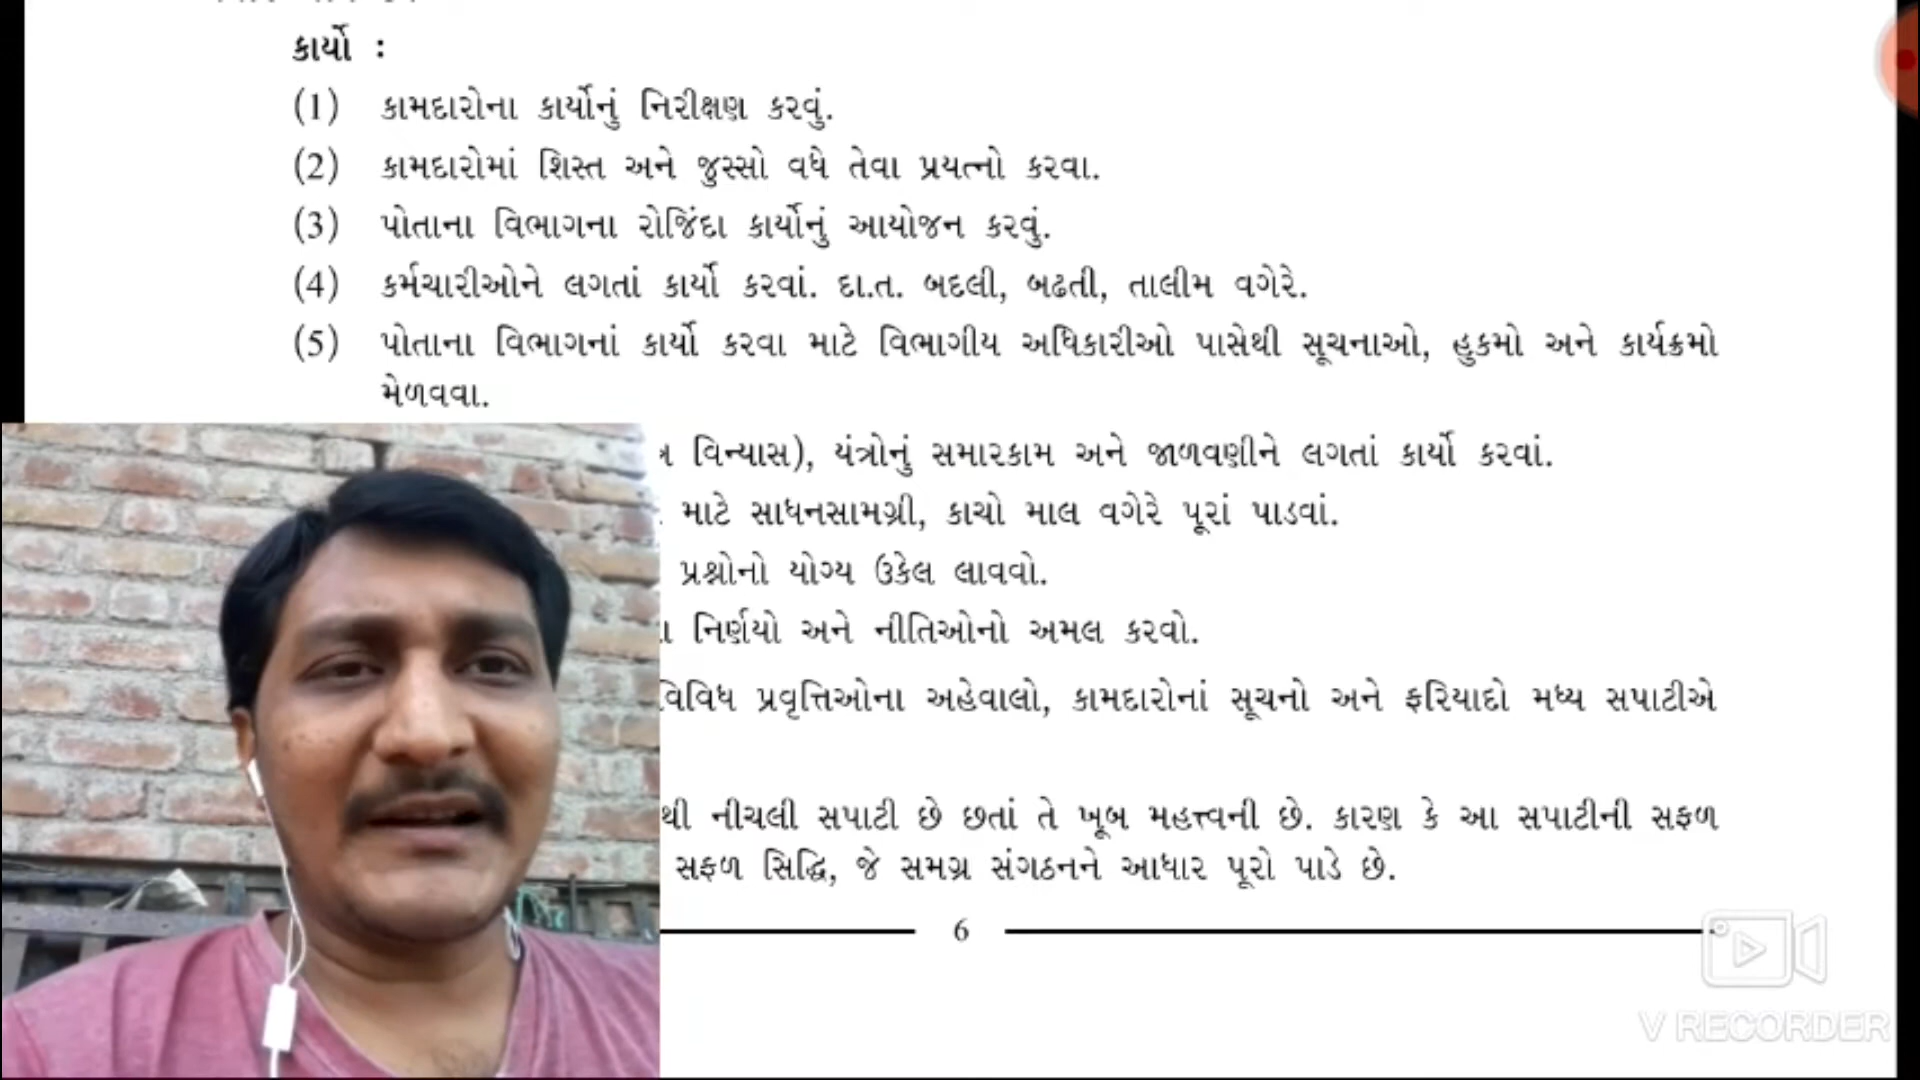 કાર્યો :
(1) કામદારોના કાર્યોનું નિરીક્ષણ કરવું.
(2) કામદારોમાં શિસ્ત અને જુસ્સો વધે તેવા પ્રયત્નો કરવા.
(3) પોતાના વિભાગના રોજિંદા કાર્યોનું આયોજન કરવું.
(4) કર્મચારીઓને લગતાં કાર્યો કરવાં. દા.ત. બદલી, બઢતી, તાલીમ વગેરે.
(5) પોતાના વિભાગનાં કાર્યો કરવા માટે વિભાગીય અધિકારીઓ પાસેથી સૂચનાઓ, હુકમો અને કાર્યક્રમો
મેળવવા.
વિન્યાસ), યંત્રોનું સમારકામ અને જાળવણીને લગતાં કાર્યો કરવાં.
માટે સાધનસામગ્રી, કાચો માલ વગેરે પૂરાં પાડવાં.
પ્રશ્નોનો યોગ્ય ઉકેલ લાવવો.
નિર્ણયો અને નીતિઓનો અમલ કરવો.
વિવિધ પ્રવૃત્તિઓના અહેવાલો, કામદારોનાં સૂચનો અને ફરિયાદો મધ્ય સપાટીએ
થી નીચલી સપાટી છે છતાં તે ખૂબ મહત્ત્વની છે. કારણ કે આ સપાટીની સફળ
સફળ સિદ્ધિ, જે સમગ્ર સંગઠનને આધાર પૂરો પાડે છે.
6
V RECORDER